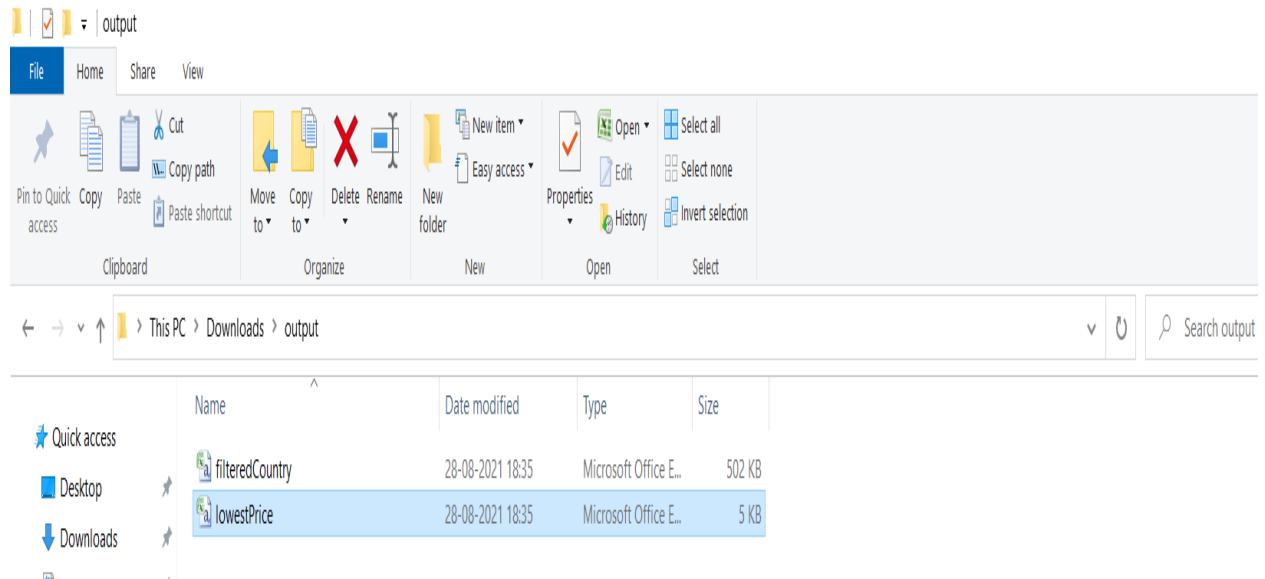 output
File Home Share View
Pin to Quick access
Copy
Paste
Cut
Copy path
Paste shortcut
Clipboard
Move to
Copy to
Delete
Rename
Organize
New folder
New item
Easy access
New
Properties
Open
Edit
History
Open
Select all
Select none
Invert selection
Select
This PC > Downloads > output
Search output
Name Date modified Type Size
Quick access
Desktop
Downloads
filteredCountry 28-08-2021 18:35 Microsoft Office E... 502 KB
lowestPrice 28-08-2021 18:35 Microsoft Office E... 5 KB